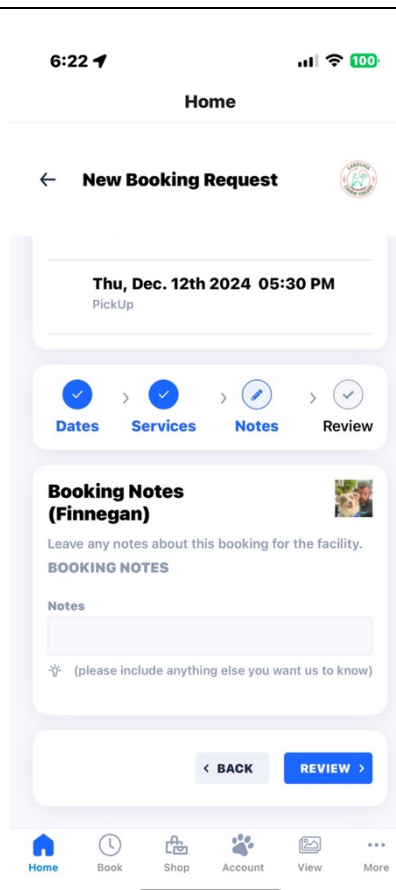 6:22
100
Home
New Booking Request
Thu, Dec. 12th 2024 05:30 PM
PickUp
Dates
Services
Notes
Review
Booking Notes
(Finnegan)
Leave any notes about this booking for the facility.
BOOKING NOTES
Notes
(please include anything else you want us to know)
BACK
REVIEW
Home
Book
Shop
Account
View
More